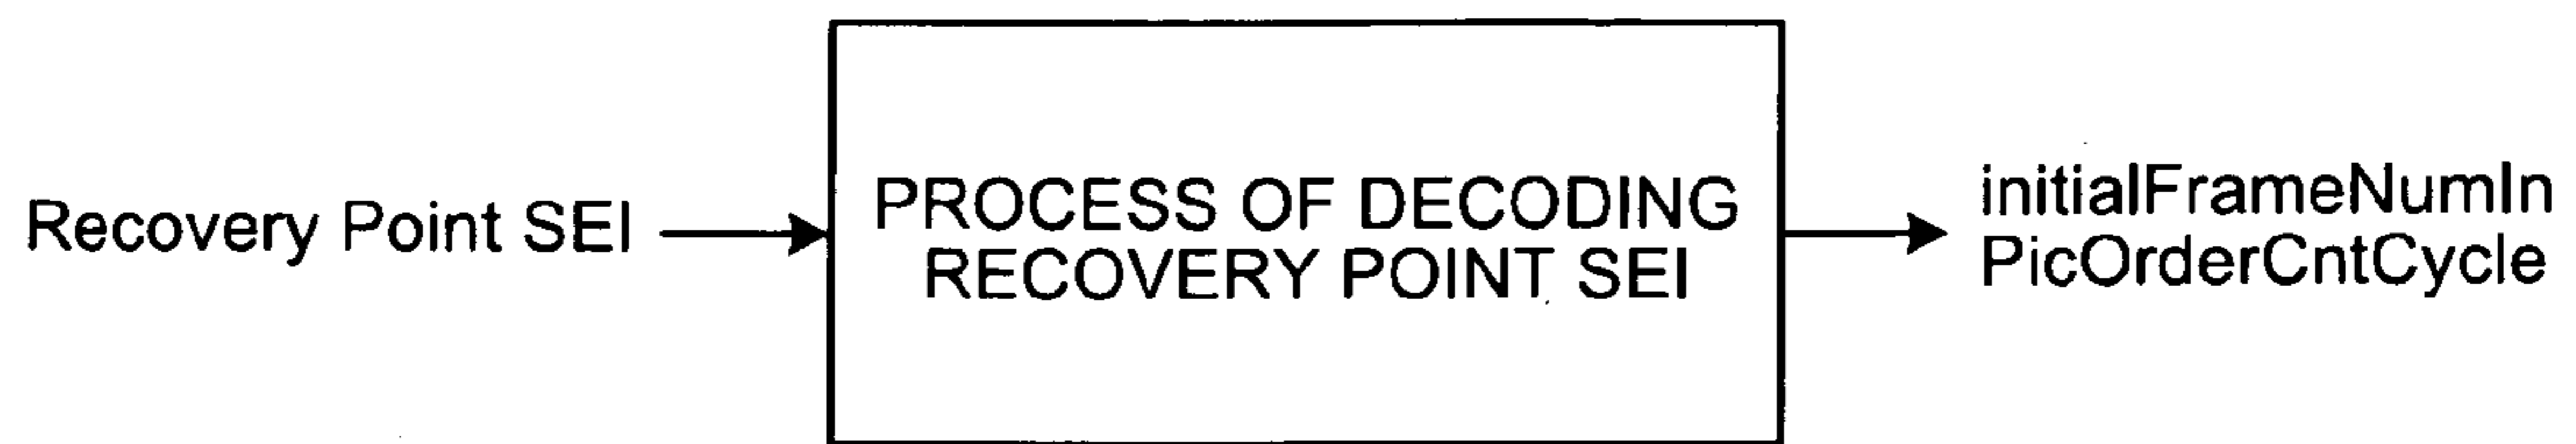 Recovery Point SEI
PROCESS OF DECODING
RECOVERY POINT SEI
initialFrameNumIn
PicOrderCntCycle